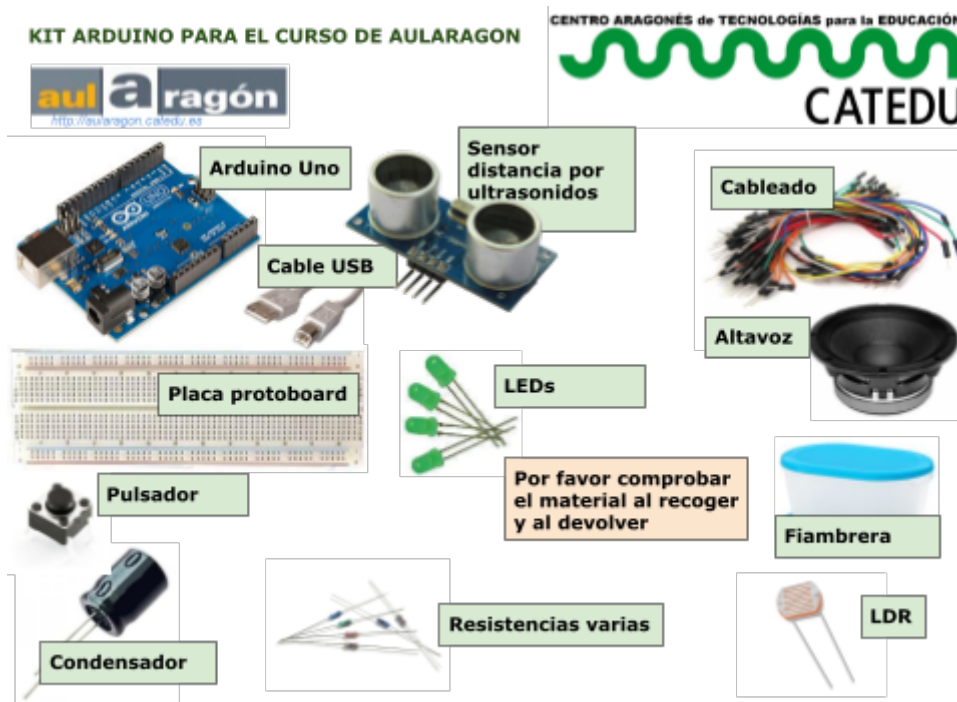 KIT ARDUINO PARA EL CURSO DE AULARAGON
CENTRO ARAGONÉS de TECNOLOGÍAS para la EDUCACIÓN
CATEDU
aul a ragón
http://aularagon.catedu.es
Arduino Uno
Sensor
distancia por
ultrasonidos
Cableado
Cable USB
Altavoz
Placa protoboard
LEDs
Por favor comprobar
el material al recoger
y al devolver
Pulsador
Fiambrera
Condensador
Resistencias varias
LDR